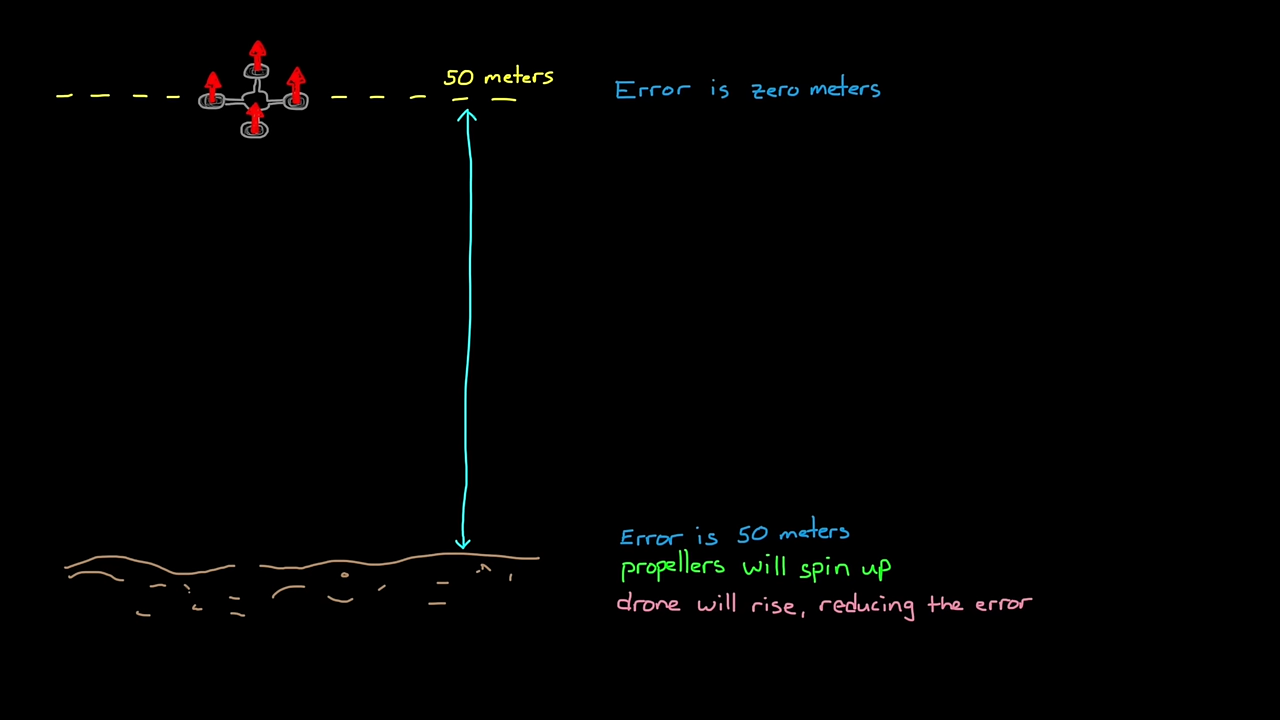 50 meters
Error is zero meters
Error is 50 meters
propellers will spin up
drone will rise, reducing the error